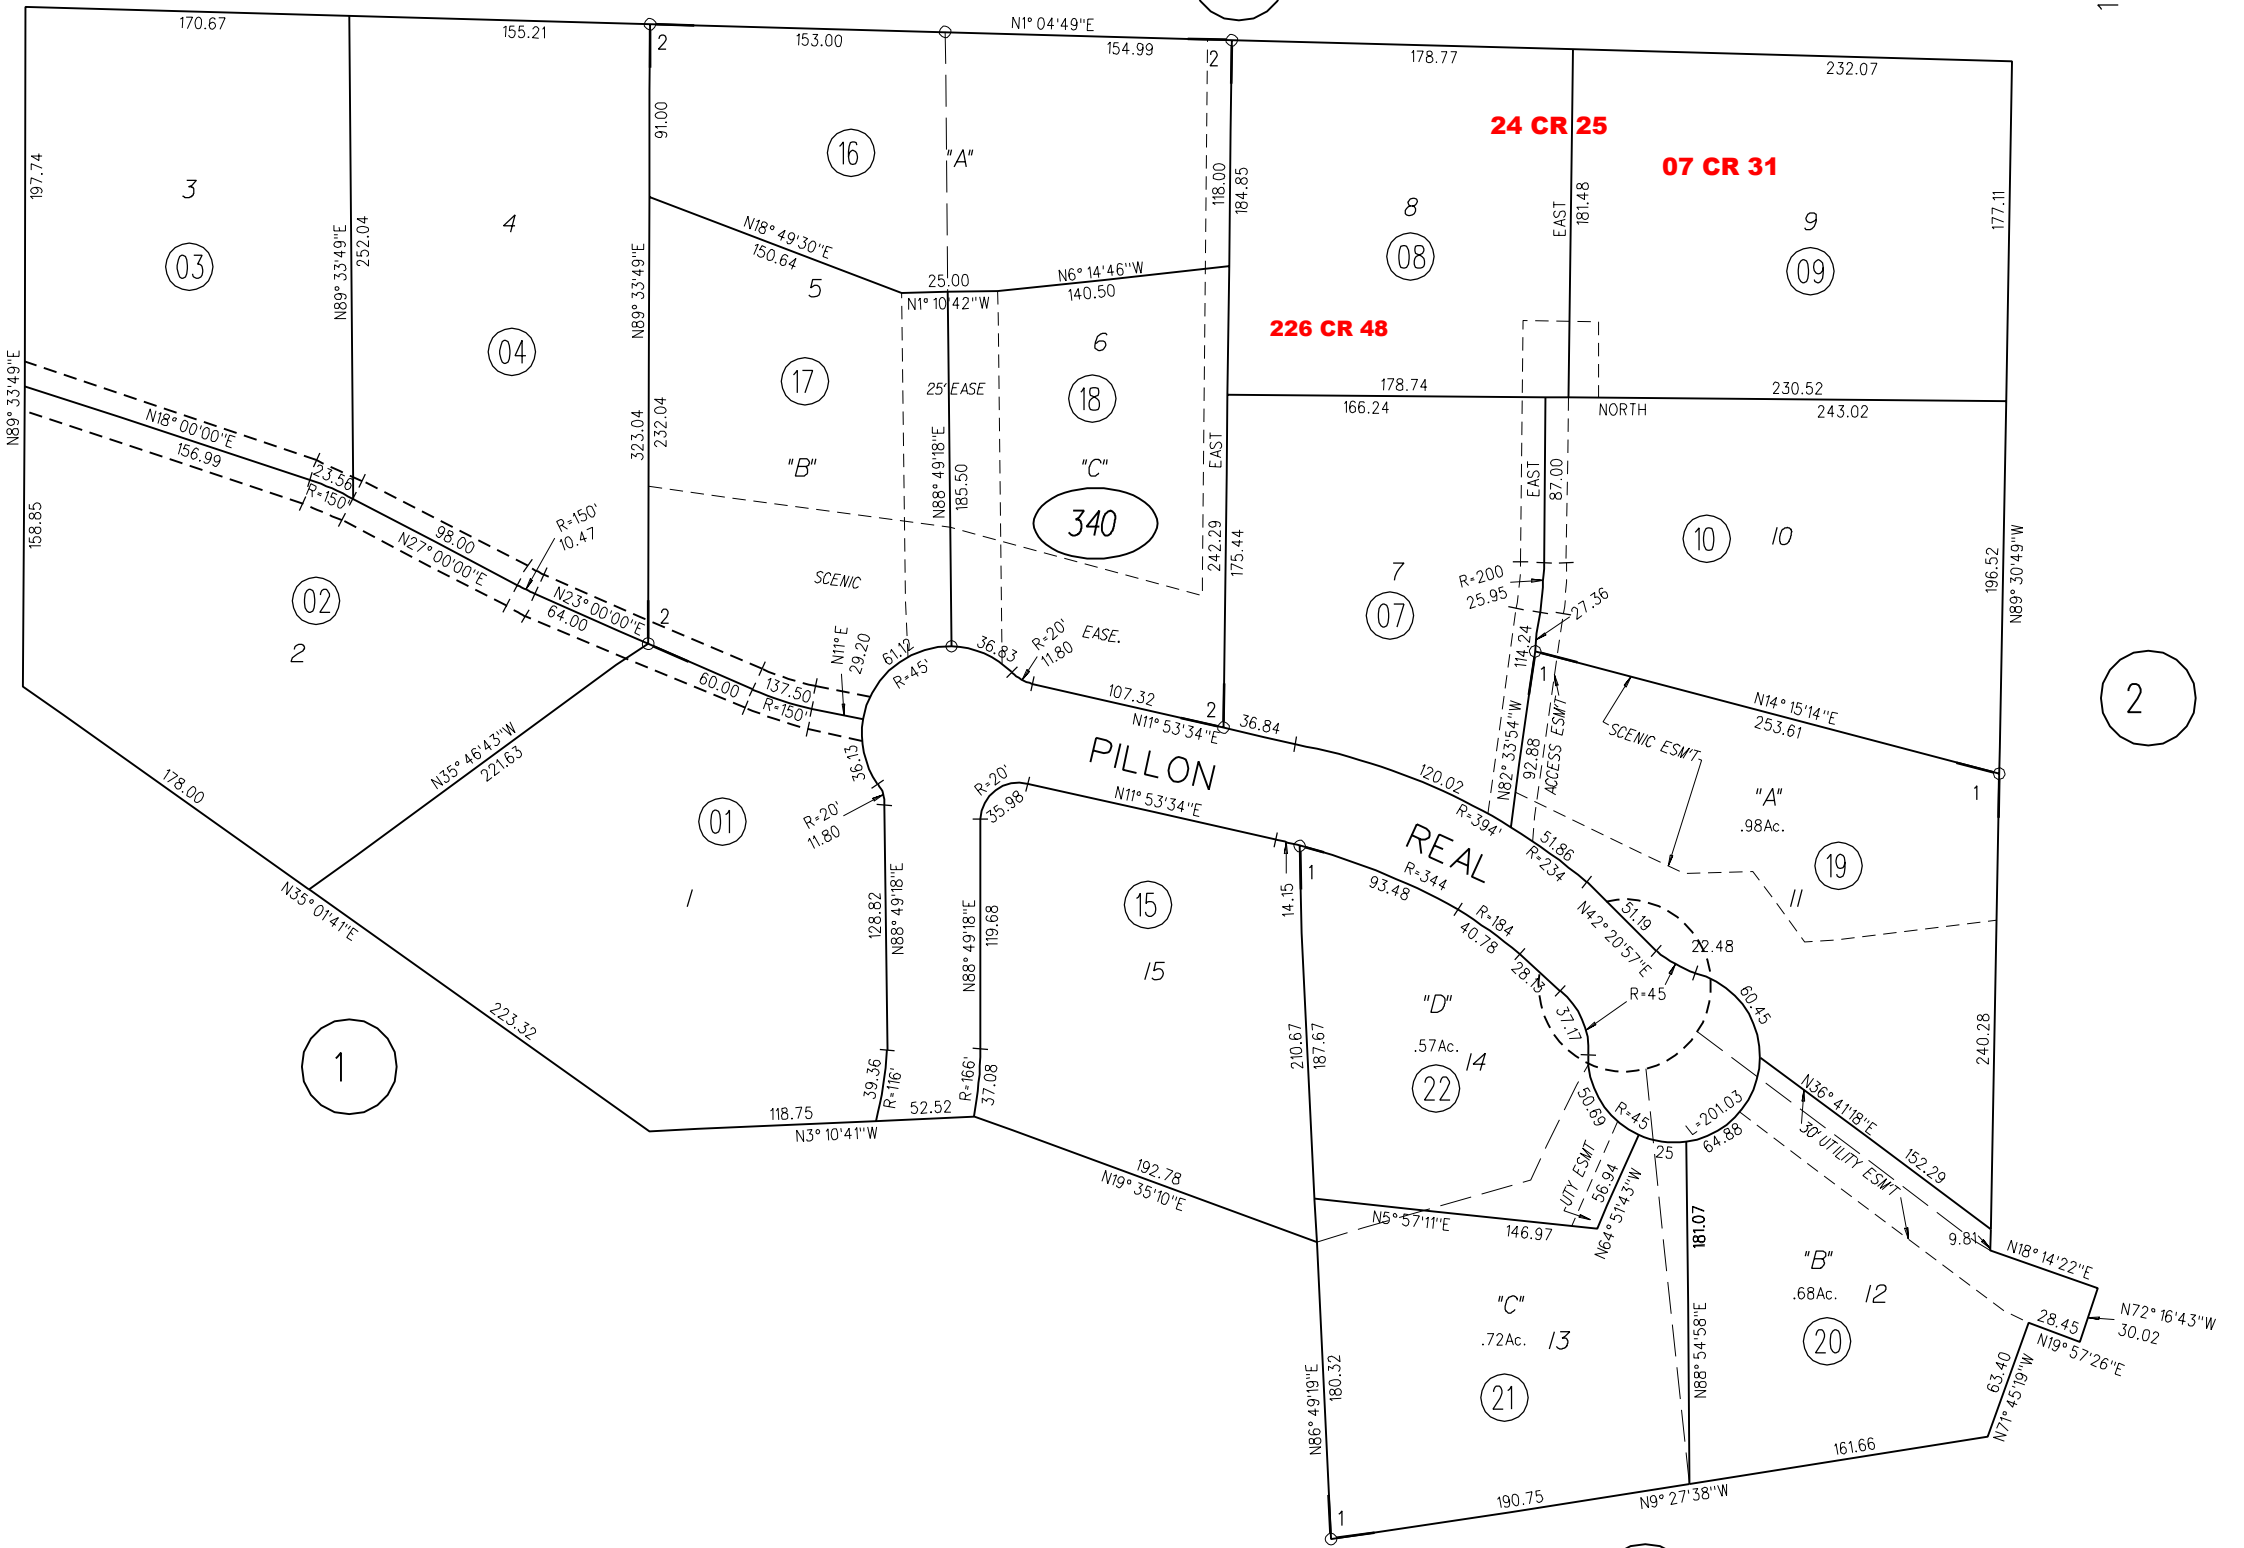 170.67
155.21
2
153.00
N1° 04'49"E
154.99
2
178.77
232.07
1
197.74
3
03
N89° 33'49"E
252.04
4
04
91.00
N89° 33'49"E
323.04
232.04
16
"A"
118.00
184.85
24 CR 25
07 CR 31
8
08
EAST
181.48
9
09
177.11
N18° 49'30"E
150.64
5
25.00
N1° 10'42"W
N6° 14'46"W
140.50
6
17
18
25' EASE
"B"
"C"
340
N88° 49'18"E
185.50
226 CR 48
178.74
166.24
230.52
NORTH
243.02
N89° 33'49"E
N18° 00'00"E
156.99
23.56
R=150'
158.85
98.00
N27° 00'00"E
R=150'
10.47
N23° 00'00"E
64.00
2
02
2
SCENIC
EASE.
EAST
242.29
175.44
7
07
EAST
87.00
R=200
25.95
27.36
114.24
10
10
196.52
N89° 30'49"W
N11° E
29.20
61.12
R=45'
36.83
R=20'
11.80
60.00
137.50
R=150'
107.32
N11° 53'34"E
2
36.84
PILLON
1
N14° 15'14"E
253.61
SCENIC ESM'T
ACCESS ESM'T
N82° 33'54"W
92.88
2
178.00
N35° 46'43"W
221.63
36.13
R=20'
11.80
01
1
R=20'
35.98
N11° 53'34"E
120.02
R=394'
REAL
51.86
R=234
"A"
.98Ac.
19
11
1
N35° 01'41"E
223.32
128.82
N88° 49'18"E
N88° 49'18"E
119.68
15
15
14.15
1
R=344
93.48
R=184
40.78
28.13
51.19
N42° 20'57"E
22.48
R=45
60.45
37.17
"D"
.57Ac.
14
22
210.67
187.67
240.28
1
39.36
R=116'
R=166'
37.08
118.75
52.52
N3° 10'41"W
192.78
N19° 35'10"E
50.69
R=45
25
L=201.03
64.88
N36° 41'18"E
152.29
30' UTILITY ESM'T
N5° 57'11"E
146.97
UTY ESMT
56.94
N64° 51'43"W
181.07
N88° 54'58"E
9.81
N18° 14'22"E
N72° 16'43"W
30.02
28.45
N19° 57'26"E
63.40
N71° 45'19"W
"C"
.72Ac.
13
21
"B"
.68Ac.
12
20
N86° 49'19"E
180.32
190.75
N9° 27'38"W
161.66
1